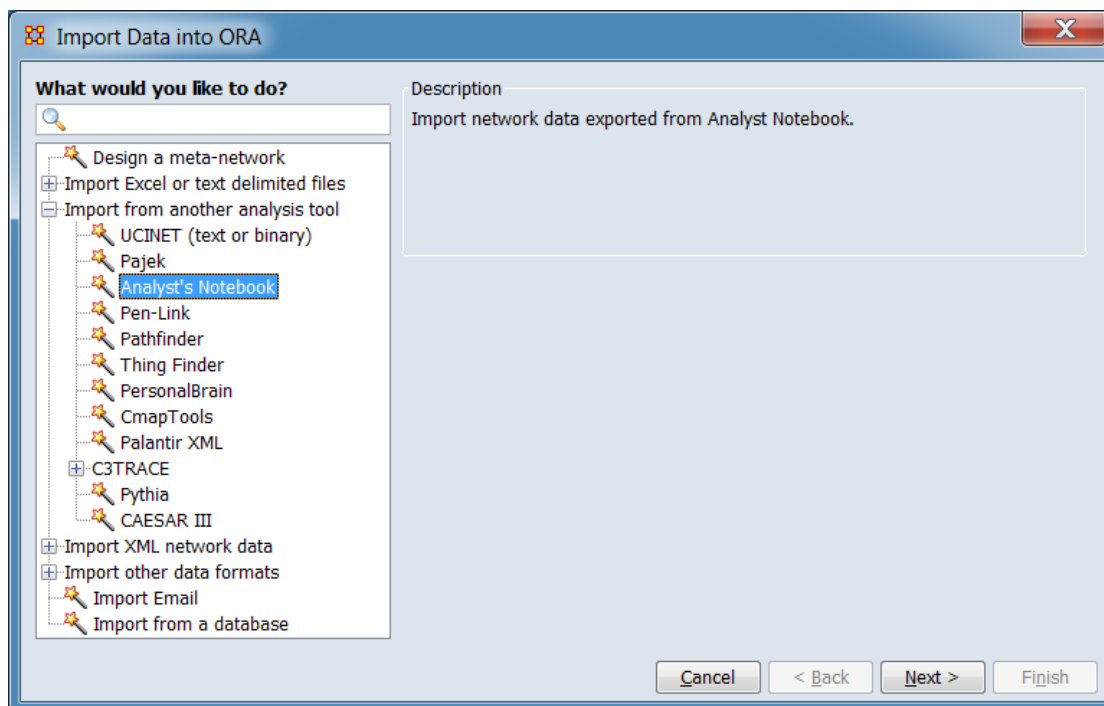 Import Data into ORA
X
What would you like to do?
Design a meta-network
Import Excel or text delimited files
Import from another analysis tool
UCINET (text or binary)
Pajek
Analyst's Notebook
Pen-Link
Pathfinder
Thing Finder
PersonalBrain
CmapTools
Palantir XML
C3TRACE
Pythia
CAESAR III
Import XML network data
Import other data formats
Import Email
Import from a database
Description
Import network data exported from Analyst Notebook.
Cancel
< Back
Next >
Finish